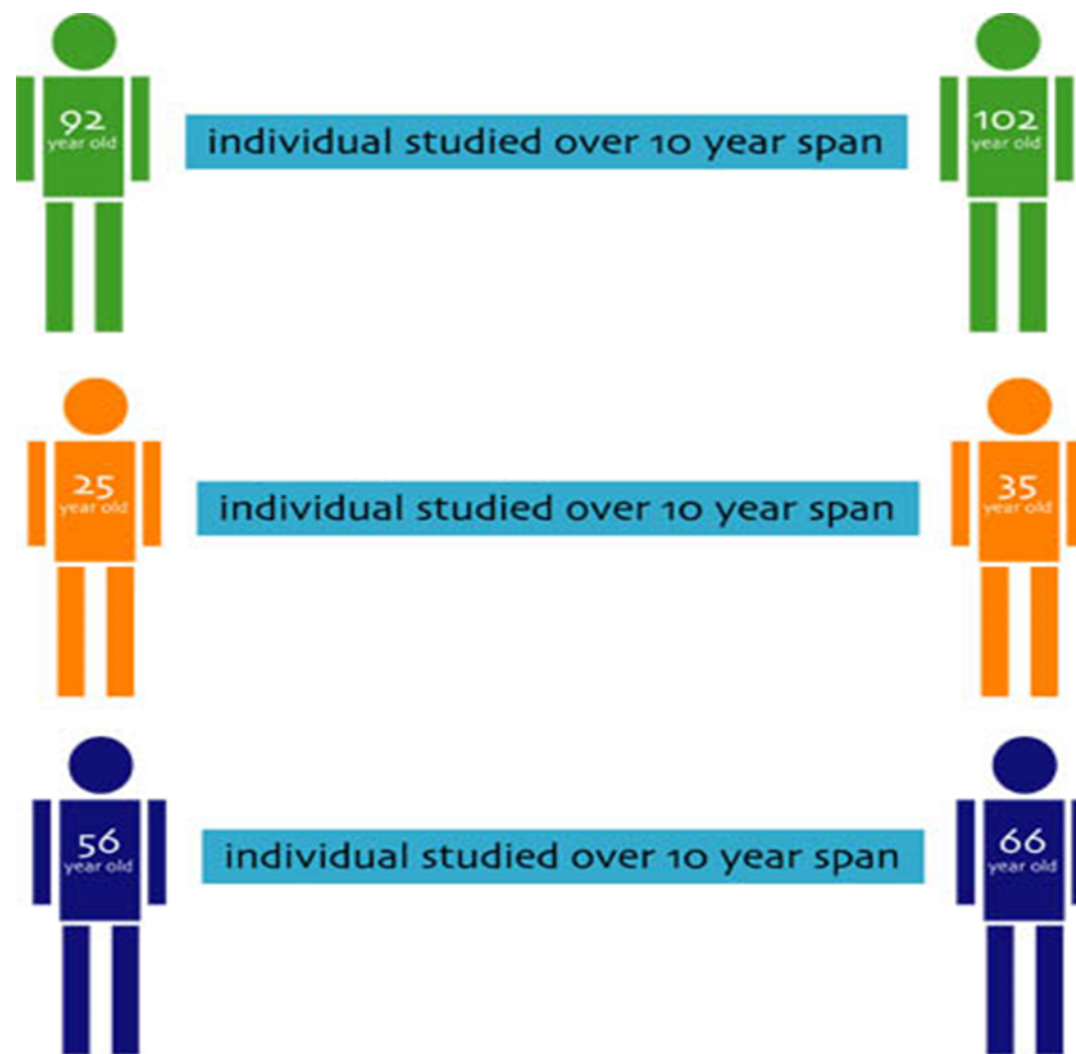 92
year old
individual studied over 10 year span
102
year old
25
year old
individual studied over 10 year span
35
year old
56
year old
individual studied over 10 year span
66
year old